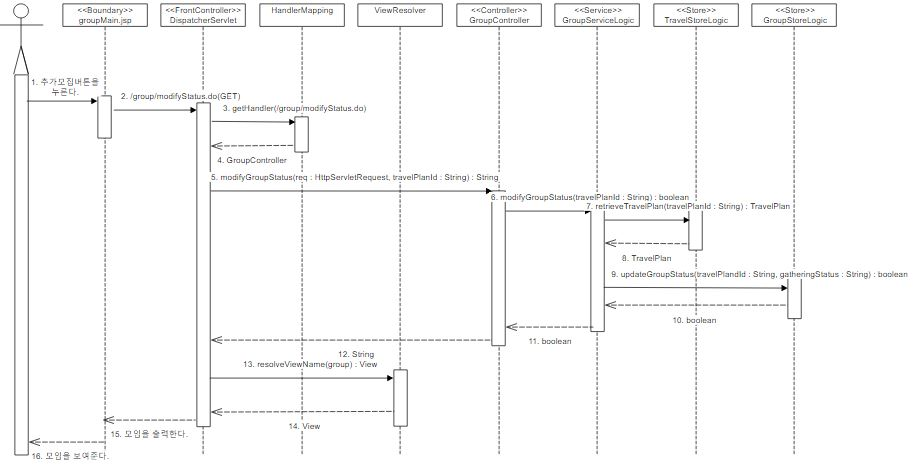 <<Boundary>>
groupMain.jsp
<<FrontController>>
DispatcherServlet
HandlerMapping
ViewResolver
<<Controller>>
GroupController
<<Service>>
GroupServiceLogic
<<Store>>
TravelStoreLogic
<<Store>>
GroupStoreLogic
1. 추가모집버튼을
누른다.
2. /group/modifyStatus.do(GET)
3. getHandler(/group/modifyStatus.do)
4. GroupController
5. modifyGroupStatus(req : HttpServletRequest, travelPlanId : String) : String
6. modifyGroupStatus(travelPlanId : String) : boolean
7. retrieveTravelPlan(travelPlanId : String) : TravelPlan
8. TravelPlan
9. updateGroupStatus(travelPlandId : String, gatheringStatus : String) : boolean
10. boolean
11. boolean
12. String
13. resolveViewName(group) : View
14. View
15.모임을 출력한다.
16. 모임을 보여준다.